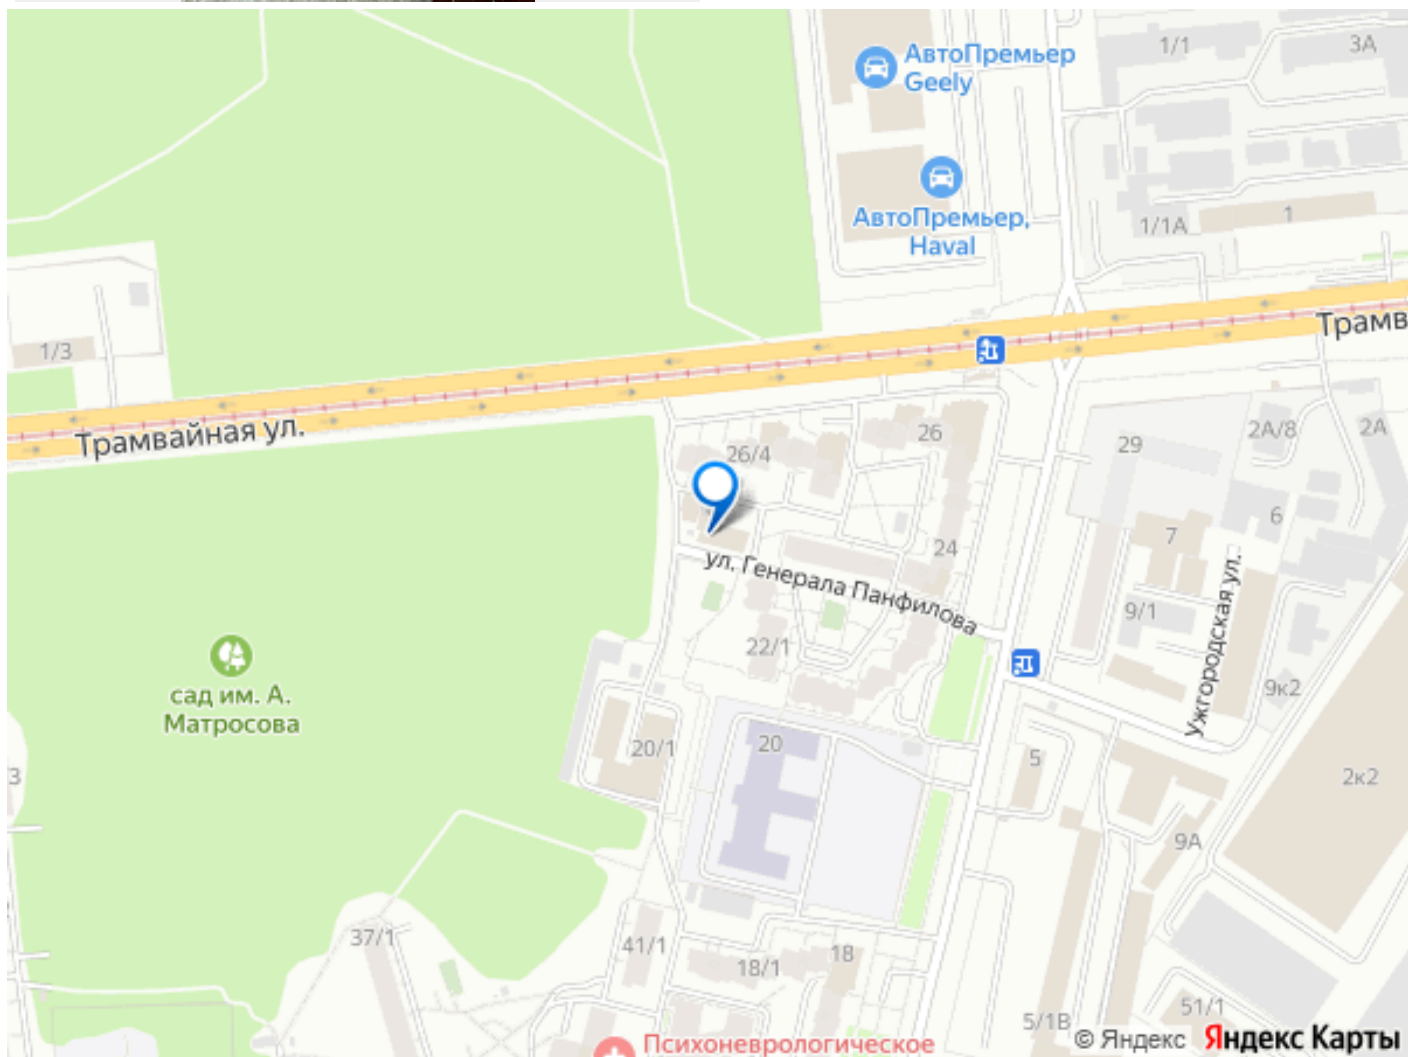 1/1
3А
АвтоПремьер
Geely
АвтоПремьер,
Haval
1/1А
1
1/3
Трамв
Трамвайная ул.
26
26/4
29
2А/8
2А
6
7
24
ул. Генерала Панфилова
9/1
Ужгородская ул.
22/1
сад им. А.
Матросова
9к2
20/1
20
5
2к2
3
9А
37/1
41/1
18/1
18
51/1
5/1В
Психоневрологическое
© Яндекс Яндекс Карты